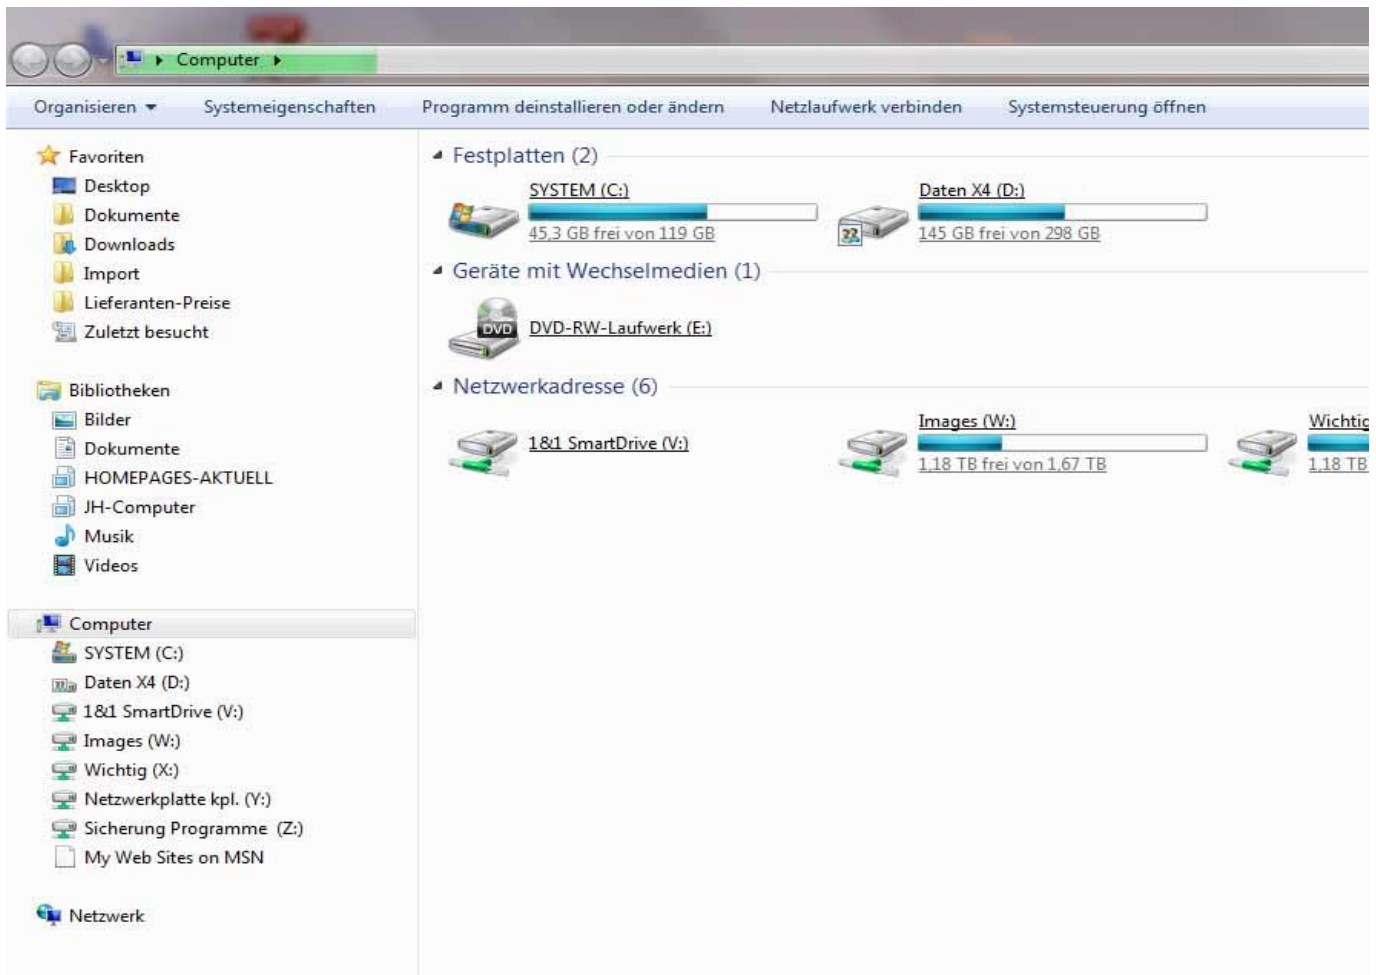 Computer
Organisieren Systemeigenschaften Programm deinstallieren oder ändern Netzlaufwerk verbinden Systemsteuerung öffnen
Favoriten
Desktop
Dokumente
Downloads
Import
Lieferanten-Preise
Zuletzt besucht
Bibliotheken
Bilder
Dokumente
HOMEPAGES-AKTUELL
JH-Computer
Musik
Videos
Computer
SYSTEM (C:)
Daten X4 (D:)
1&1 SmartDrive (V:)
Images (W:)
Wichtig (X:)
Netzwerkplatte kpl. (Y:)
Sicherung Programme (Z:)
My Web Sites on MSN
Netzwerk
Festplatten (2)
SYSTEM (C:)
45,3 GB frei von 119 GB
Daten X4 (D:)
145 GB frei von 298 GB
Geräte mit Wechselmedien (1)
DVD
DVD-RW-Laufwerk (E:)
Netzwerkadresse (6)
1&1 SmartDrive (V:)
Images (W:)
1,18 TB frei von 1,67 TB
Wichtig
1,18 TB